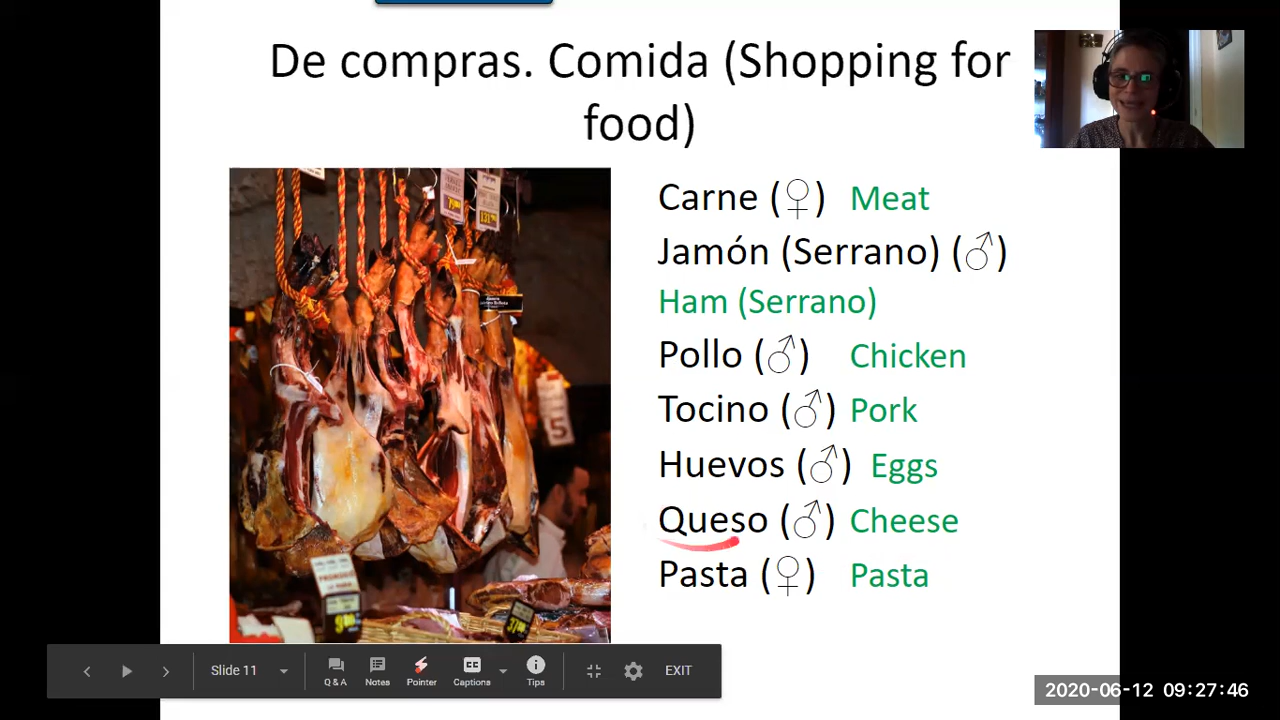 De compras. Comida (Shopping for
food)
Carne (♀) Meat
Jamón (Serrano) (♂)
Ham (Serrano)
Pollo (♂) Chicken
Tocino (♂) Pork
Huevos (♂) Eggs
Queso (♂) Cheese
Pasta (♀) Pasta
5
Slide 11
Q & A
Notes
Pointer
Captions
Tips
EXIT
2020-06-12 09:27:46